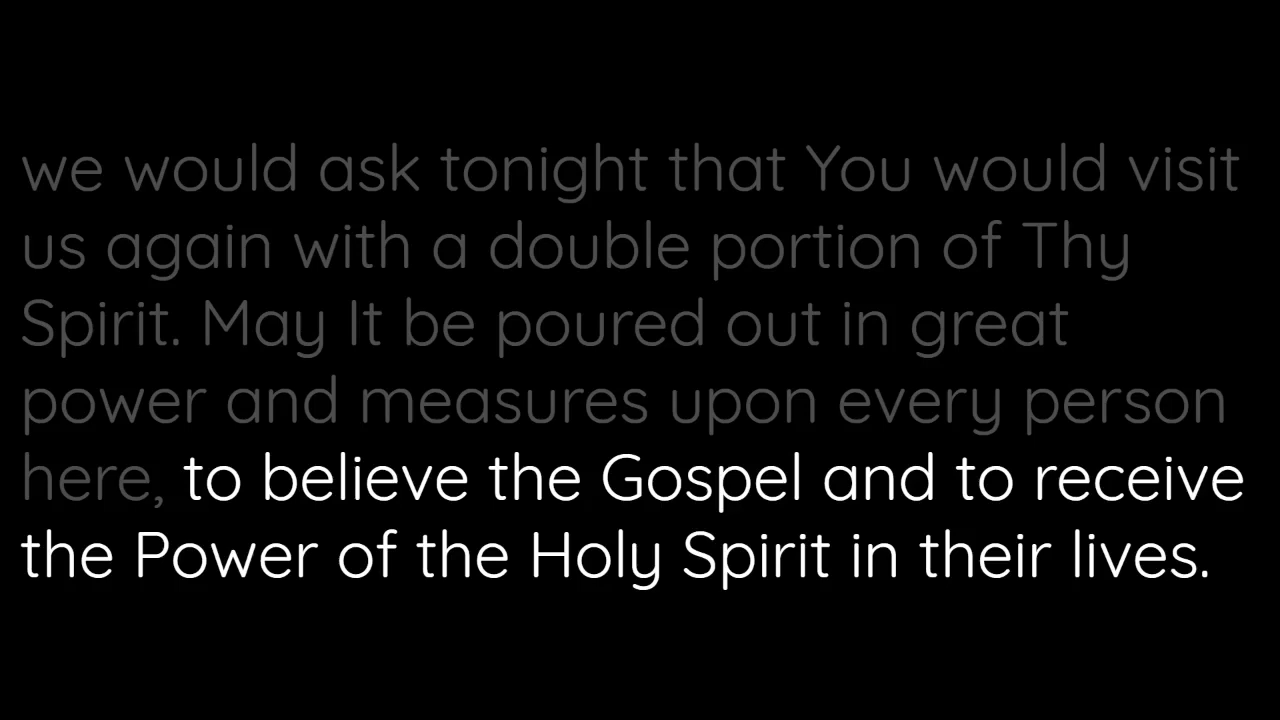 we would ask tonight that You would visit
us again with a double portion of Thy
Spirit. May It be poured out in great
power and measures upon every person
here, to believe the Gospel and to receive
the Power of the Holy Spirit in their lives.